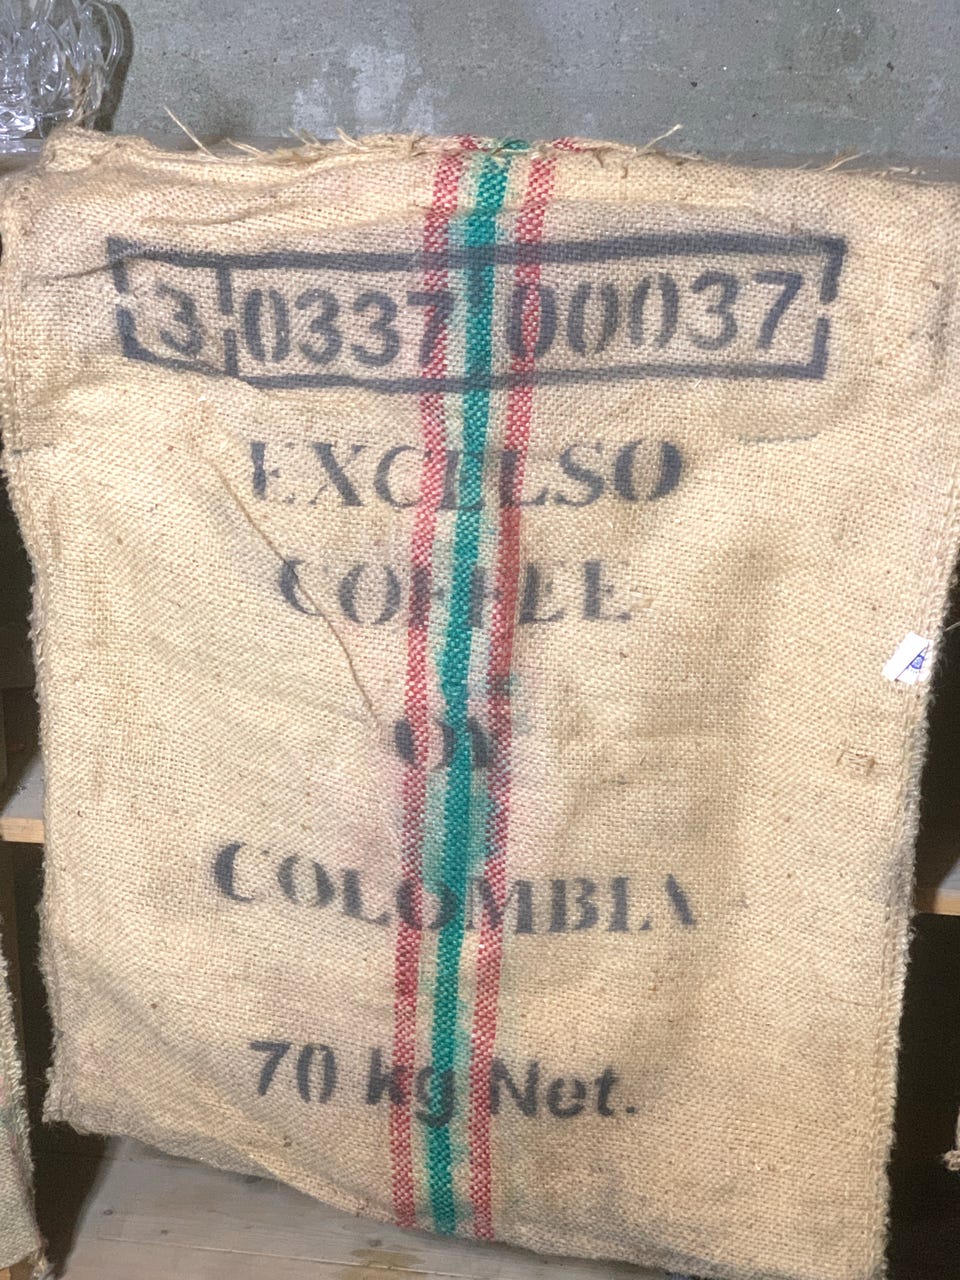 3 0337 00037
EXCELSO
COFFEE
OF
COLOMBIA
70 kg Net.